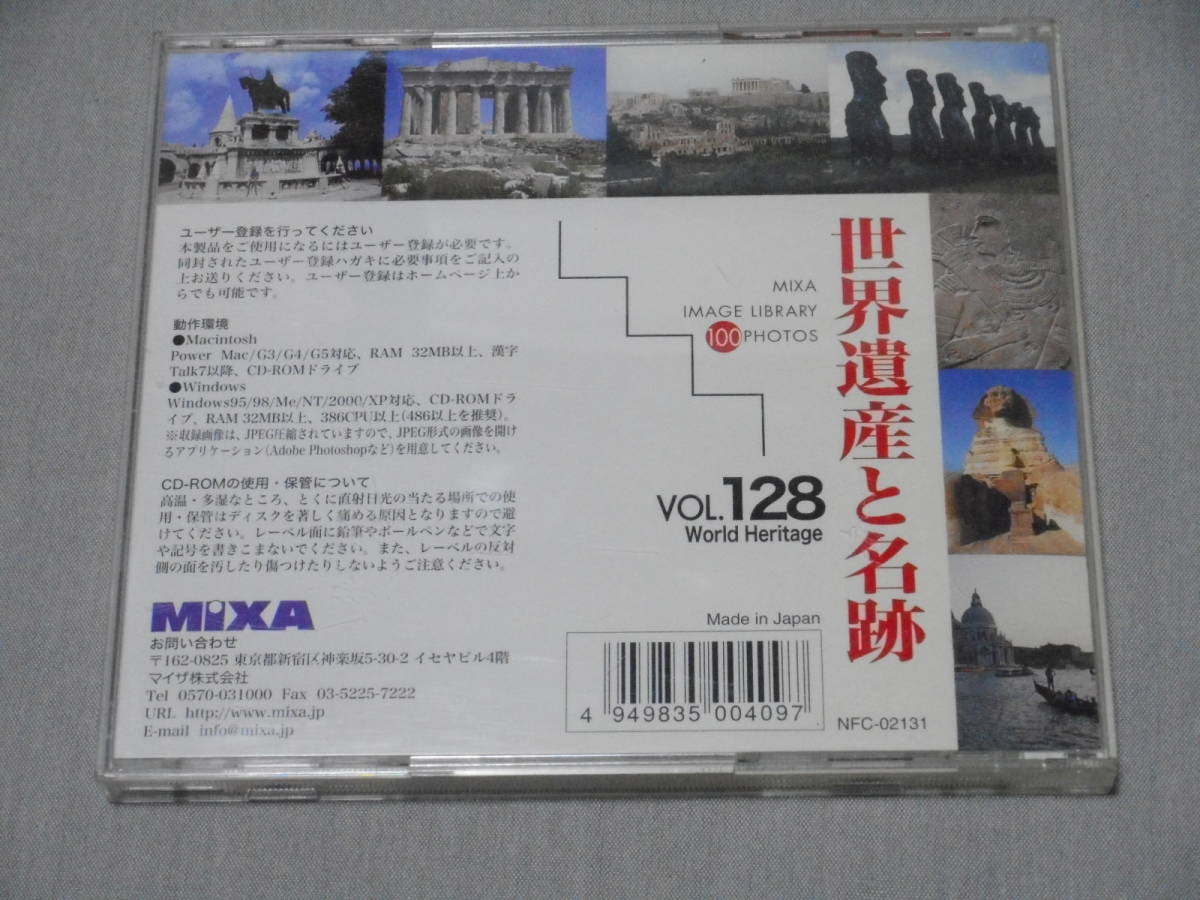 ユーザー登録を行ってください
本製品をご使用になるにはユーザー登録が必要です。
同封されたユーザー登録ハガキに必要事項をご記入の
上お送りください。ユーザー登録はホームページ上か
らでも可能です。
動作環境
●Macintosh
Power Mac/G3/G4/G5対応、RAM 32MB以上、漢字
Talk7以降、CD-ROMドライブ
●Windows
Windows95/98/Me/NT/2000/XP対応、CD-ROMドラ
イブ、RAM 32MB以上、386CPU以上(486以上を推奨)。
※収録画像は、JPEG圧縮されていますので、JPEG形式の画像を開け
るアプリケーション(Adobe Photoshopなど)を用意してください。
CD-ROMの使用・保管について
高温・多湿なところ、とくに直射日光の当たる場所での使
用・保管はディスクを著しく痛める原因となりますので避
けてください。レーベル面に鉛筆やボールペンなどで文字
や記号を書きこまないでください。また、レーベルの反対
側の面を汚したり傷つけたりしないようご注意ください。
MIXA
お問い合わせ
〒162-0825 東京都新宿区神楽坂5-30-2 イセヤビル4階
マイザ株式会社
Tel 0570-031000 Fax 03-5225-7222
URL http://www.mixa.jp
E-mail info@mixa.jp
MIXA
IMAGE LIBRARY
100PHOTOS
VOL.128
World Heritage
世界遺産と名跡
Made in Japan
4 949835 004097
NFC-02131